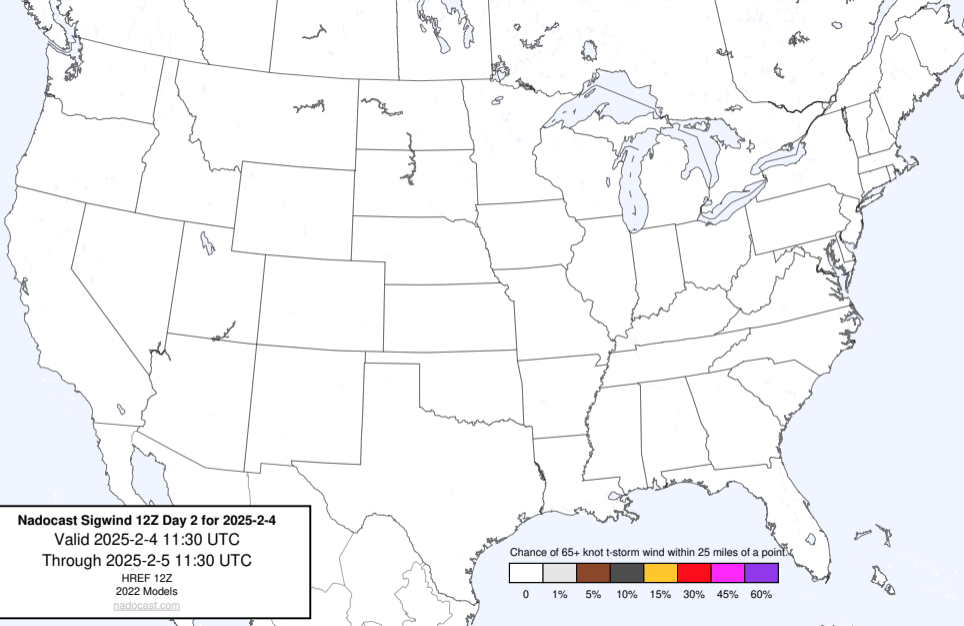 Nadocast Sigwind 12Z Day 2 for 2025-2-4
Valid 2025-2-4 11:30 UTC
Through 2025-2-5 11:30 UTC
HREF 12Z
2022 Models
nadocast.com
Chance of 65+ knot t-storm wind within 25 miles of a point.
0 1% 5% 10% 15% 30% 45% 60%